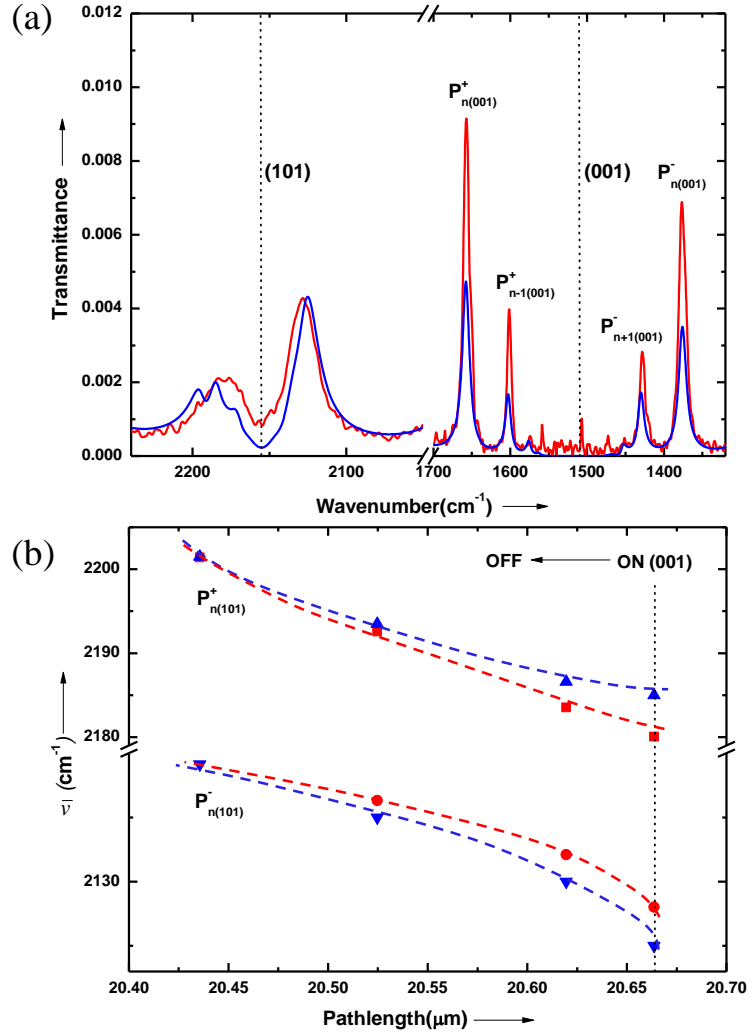 (a)
0.012
0.010
0.008
0.006
0.004
0.002
0.000
Transmittance
(101)
P+n(001)
P+n-1(001)
(001)
P-n+1(001)
P-n(001)
2200 2100 1700 1600 1500 1400
Wavenumber(cm-1)
(b)
OFF ON (001)
P+n(101)
P-n(101)
2200
2190
2180
2130
(cm-1)
20.40 20.45 20.50 20.55 20.60 20.65 20.70
Pathlength(μm)